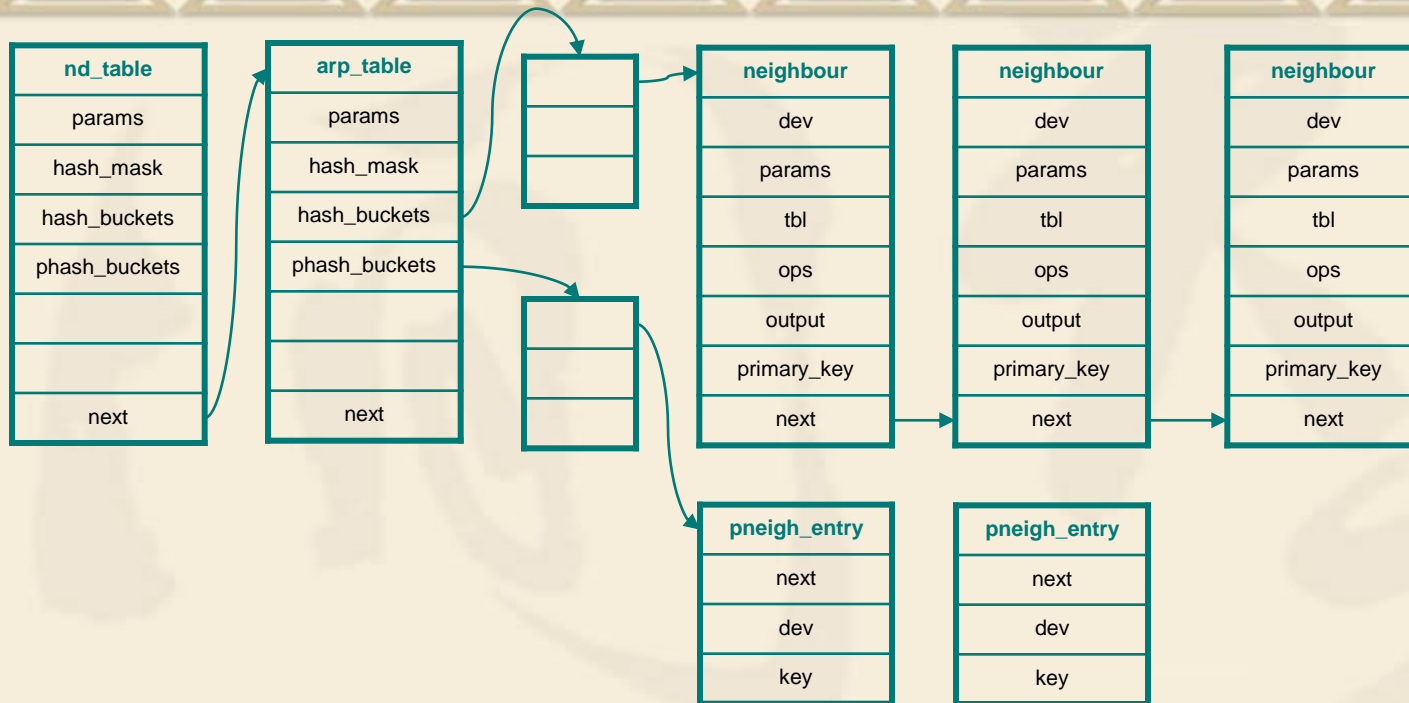 nd_table
params
hash_mask
hash_buckets
phash_buckets
next
arp_table
params
hash_mask
hash_buckets
phash_buckets
next
neighbour
dev
params
tbl
ops
output
primary_key
next
neighbour
dev
params
tbl
ops
output
primary_key
next
neighbour
dev
params
tbl
ops
output
primary_key
next
pneigh_entry
next
dev
key
pneigh_entry
next
dev
key